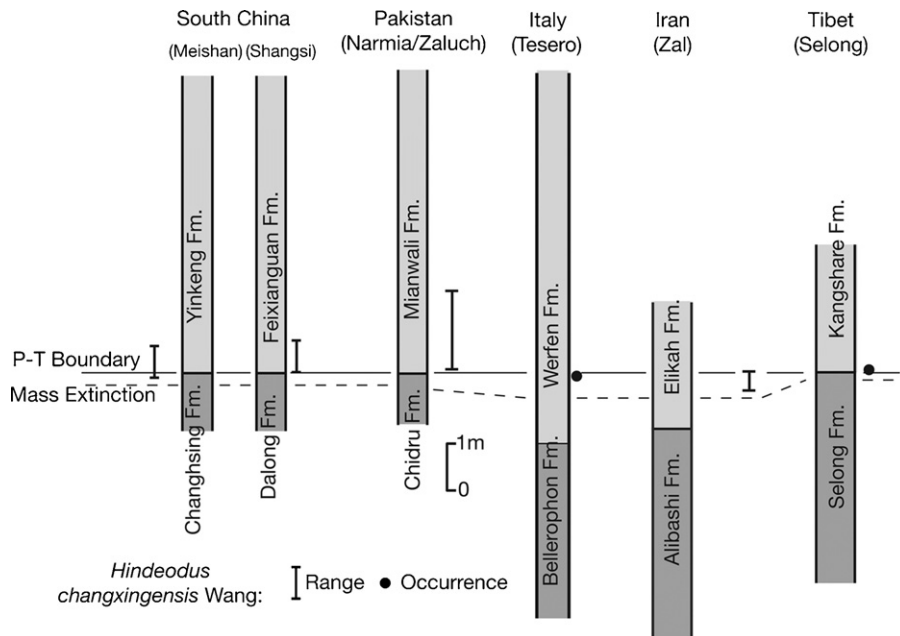 South China
(Meishan) (Shangsi)
Pakistan
(Narmia/Zaluch)
Italy
(Tesero)
Iran
(Zal)
Tibet
(Selong)
Yinkeng Fm.
Feixianguan Fm.
Mianwali Fm.
Werfen Fm.
Elikah Fm.
Kangshare Fm.
P-T Boundary
Mass Extinction
Changhsing Fm.
Dalong Fm.
Chidru Fm.
1m
0
Bellerophon Fm.
Alibashi Fm.
Selong Fm.
Hindeodus
changxingensis Wang:
Range
Occurrence